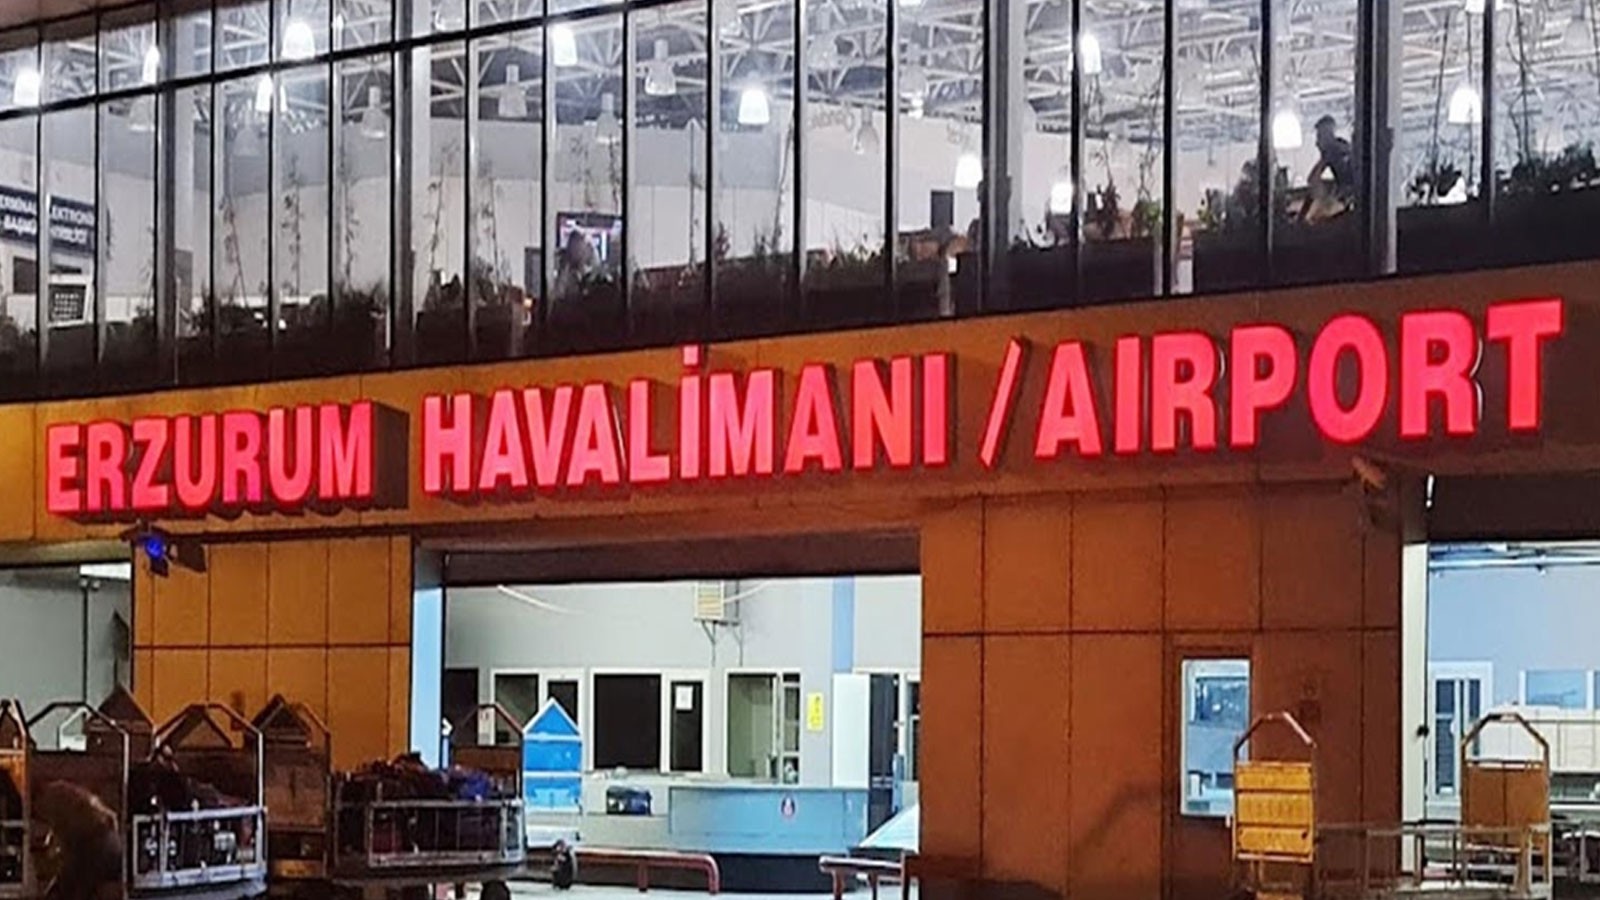 ERZURUM HAVALİMANI / AIRPORT